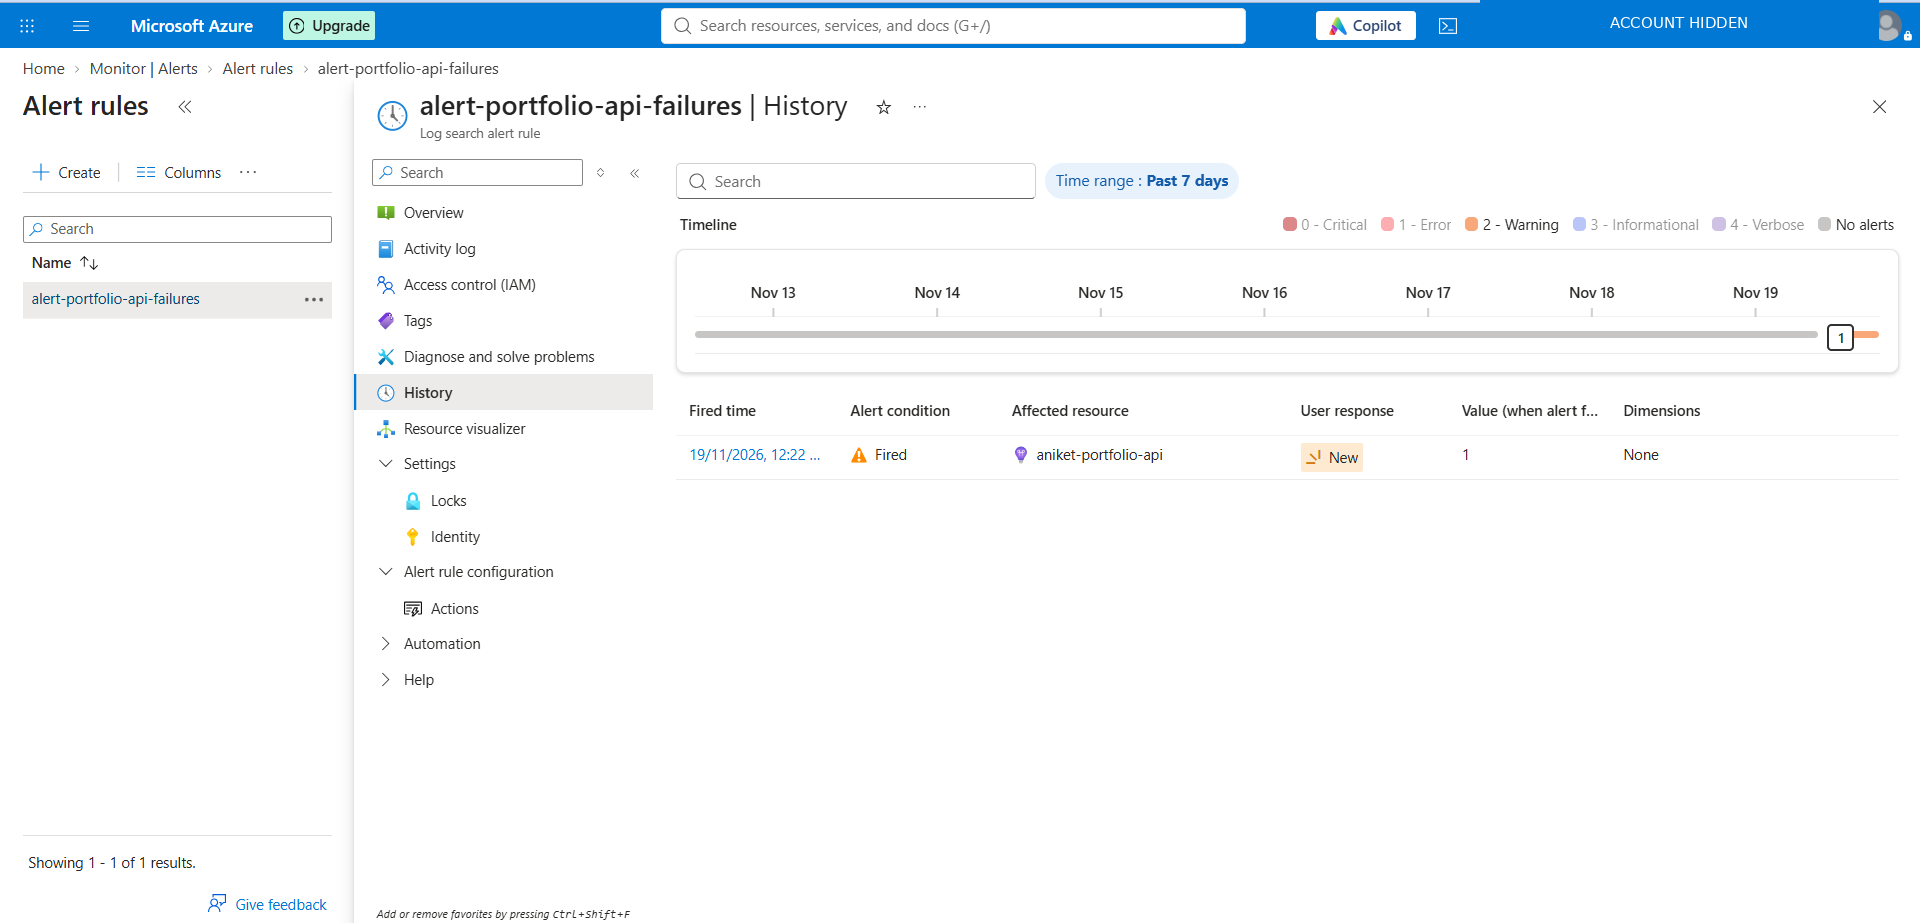 Microsoft Azure
Upgrade
Search resources, services, and docs (G+/)
Copilot
ACCOUNT HIDDEN
Home > Monitor | Alerts > Alert rules > alert-portfolio-api-failures
Alert rules
Create
Columns
Search
Name
alert-portfolio-api-failures
Showing 1 - 1 of 1 results.
Give feedback
alert-portfolio-api-failures | History
Log search alert rule
Search
Overview
Activity log
Access control (IAM)
Tags
Diagnose and solve problems
History
Resource visualizer
Settings
Locks
Identity
Alert rule configuration
Actions
Automation
Help
Add or remove favorites by pressing Ctrl+Shift+F
Search
Time range : Past 7 days
Timeline
0 - Critical 1 - Error 2 - Warning 3 - Informational 4 - Verbose No alerts
Nov 13 Nov 14 Nov 15 Nov 16 Nov 17 Nov 18 Nov 19
1
Fired time Alert condition Affected resource User response Value (when alert f... Dimensions
19/11/2026, 12:22 ... Fired aniket-portfolio-api New 1 None